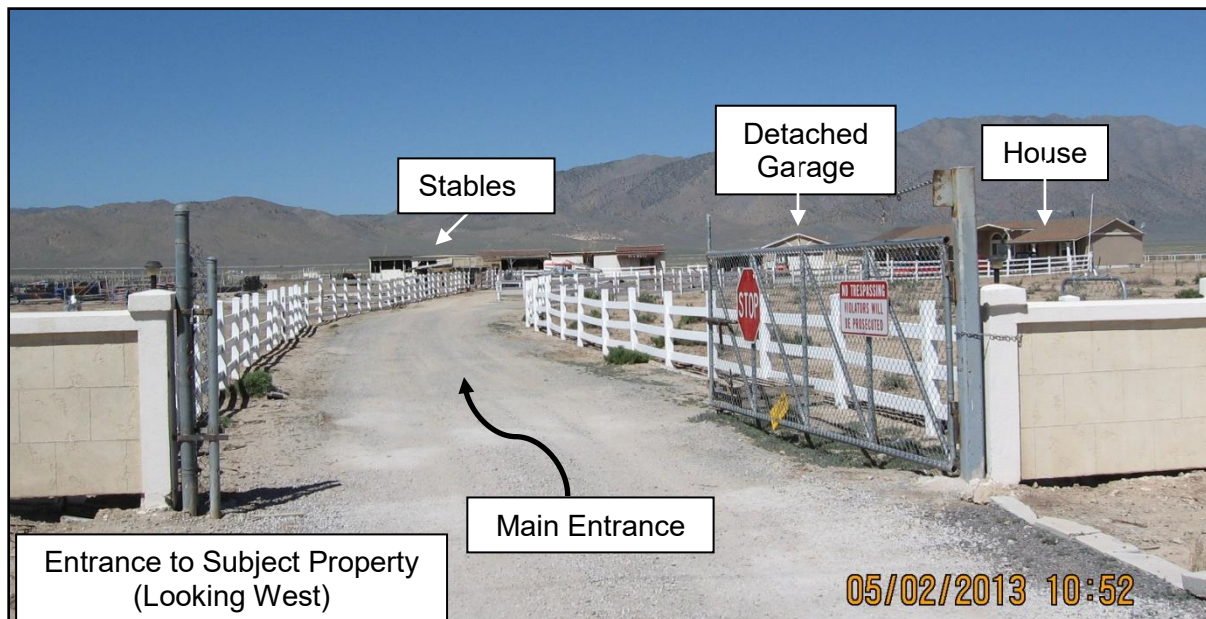 Detached
Garage
House
Stables
STOP
NO TRESPASSING
VIOLATORS WILL
BE PROSECUTED
Main Entrance
Entrance to Subject Property
(Looking West)
05/02/2013 10:52